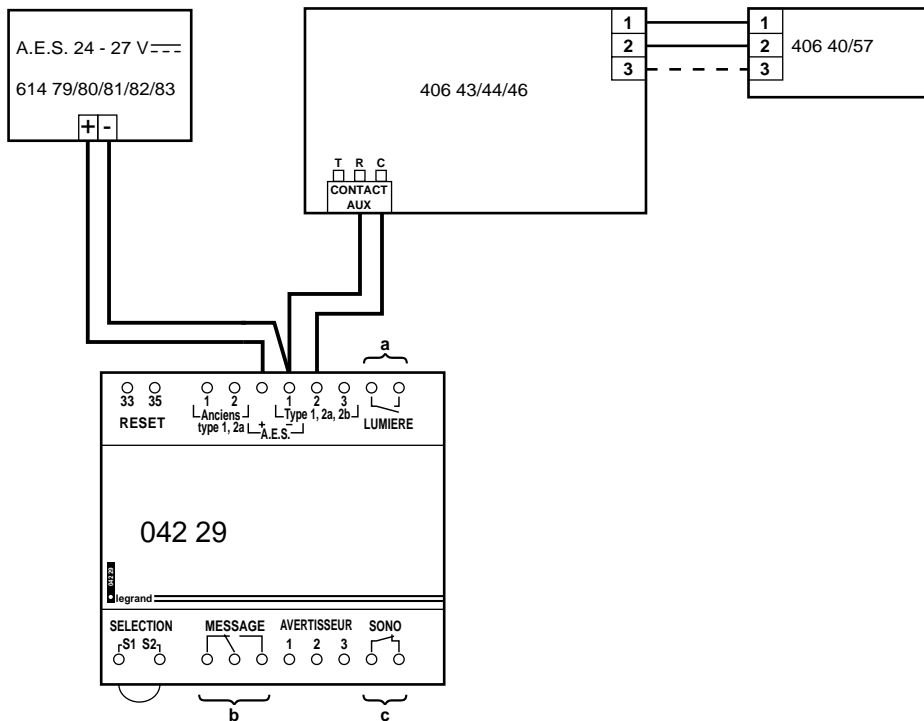 A.E.S. 24 - 27 V
614 79/80/81/82/83
+ -
406 43/44/46
1
2
3
1
2
3
406 40/57
T R C
CONTACT
AUX
a
33 35
RESET
1 2
Anciens
type 1, 2a
+ −
A.E.S.
1 2 3
Type 1, 2a, 2b
LUMIERE
042 29
042 29
legrand
SELECTION
S1 S2
MESSAGE
AVERTISSEUR
1 2 3
SONO
b
c